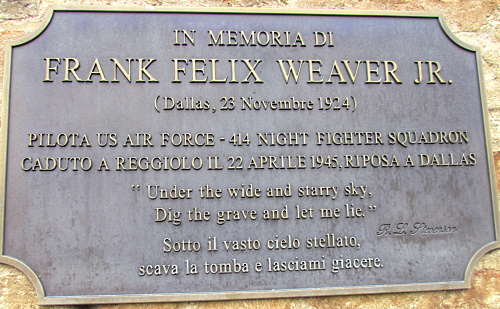 IN MEMORIA DI
FRANK FELIX WEAVER JR.
(Dallas, 23 Novembre 1924)
PILOTA US AIR FORCE - 414 NIGHT FIGHTER SQUADRON
CADUTO A REGGIOLO IL 22 APRILE 1945, RIPOSA A DALLAS
“Under the wide and starry sky,
Dig the grave and let me lie.”
R. L. Stevenson
Sotto il vasto cielo stellato,
scava la tomba e lasciami giacere.